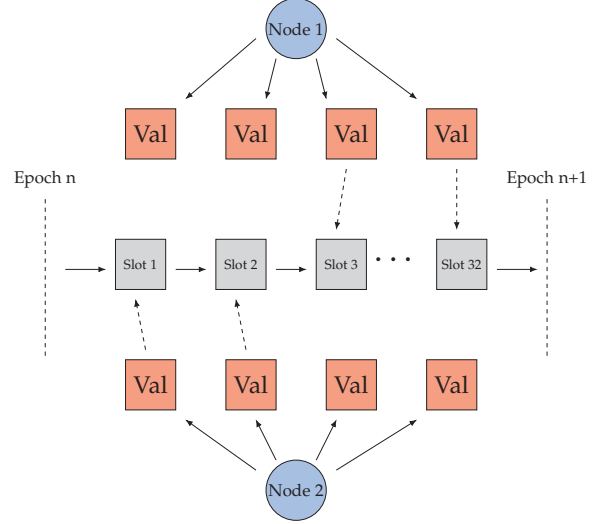 Node 1
Val Val Val Val
Epoch n Epoch n+1
Slot 1 Slot 2 Slot 3 ··· Slot 32
Val Val Val Val
Node 2